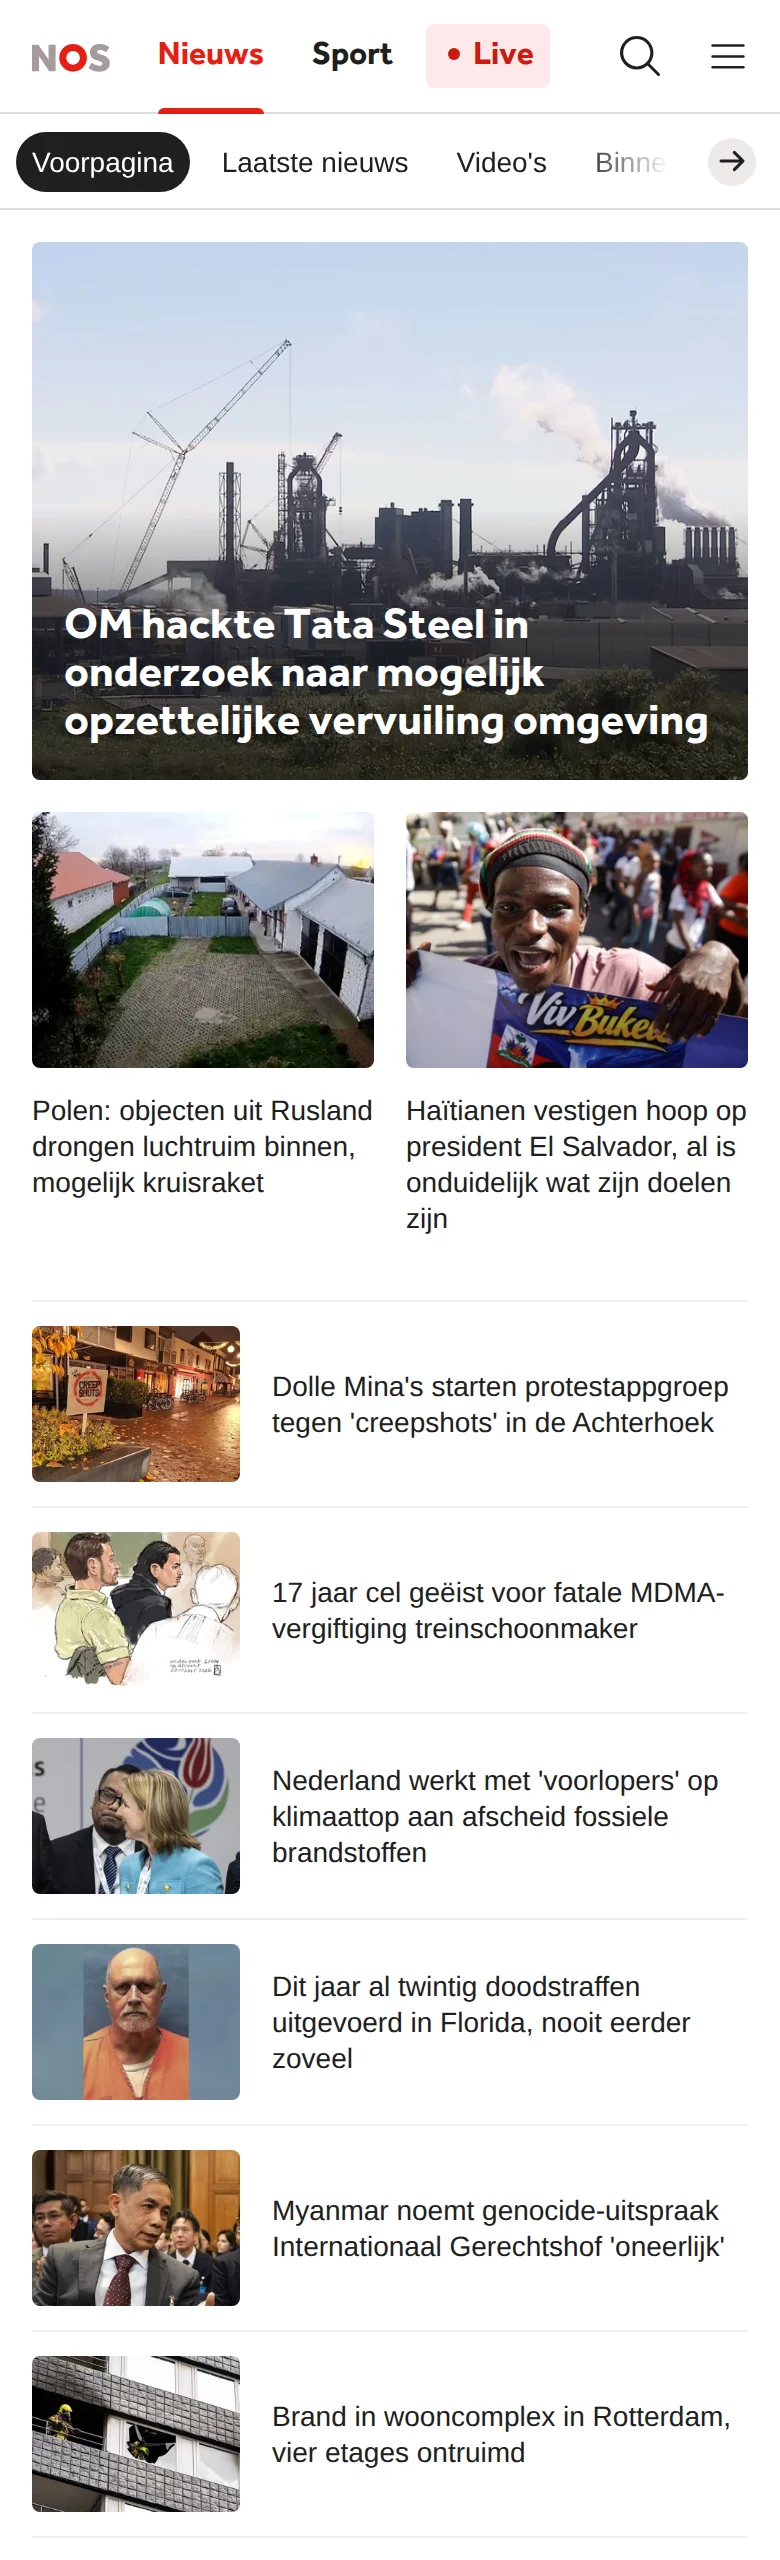 NOS Nieuws Sport Live
Voorpagina Laatste nieuws Video's Binne
OM hackte Tata Steel in
onderzoek naar mogelijk
opzettelijke vervuiling omgeving
Viv Buke
Polen: objecten uit Rusland
drongen luchtruim binnen,
mogelijk kruisraket
Haïtianen vestigen hoop op
president El Salvador, al is
onduidelijk wat zijn doelen
zijn
CREEP
SHOTS
Dolle Mina's starten protestappgroep
tegen 'creepshots' in de Achterhoek
17 jaar cel geëist voor fatale MDMA-
vergiftiging treinschoonmaker
s
e
Nederland werkt met 'voorlopers' op
klimaattop aan afscheid fossiele
brandstoffen
Dit jaar al twintig doodstraffen
uitgevoerd in Florida, nooit eerder
zoveel
Myanmar noemt genocide-uitspraak
Internationaal Gerechtshof 'oneerlijk'
Brand in wooncomplex in Rotterdam,
vier etages ontruimd